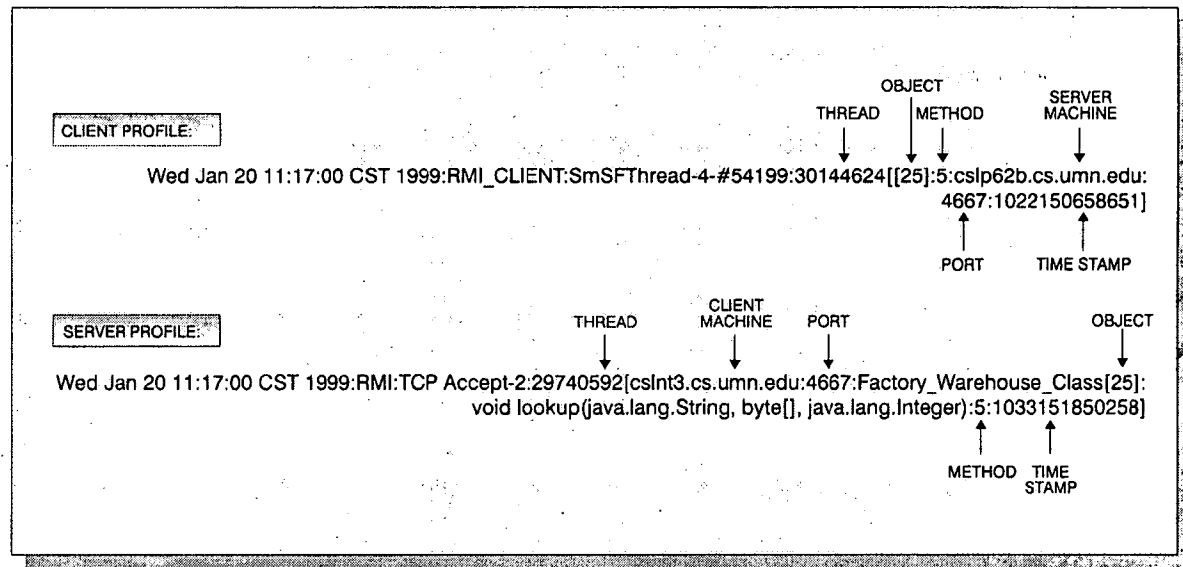 OBJECT
THREAD METHOD SERVER MACHINE
CLIENT PROFILE:
Wed Jan 20 11:17:00 CST 1999:RMI_CLIENT:SmSFThread-4-#54199:30144624[[25]:5:cslp62b.cs.umn.edu:
4667:1022150658651]
PORT TIME STAMP
SERVER PROFILE:
THREAD CLIENT MACHINE PORT OBJECT
Wed Jan 20 11:17:00 CST 1999:RMI:TCP Accept-2:29740592[cslnt3.cs.umn.edu:4667:Factory_Warehouse_Class[25]:
void lookup(java.lang.String, byte[], java.lang.Integer):5:1033151850258]
METHOD TIME STAMP